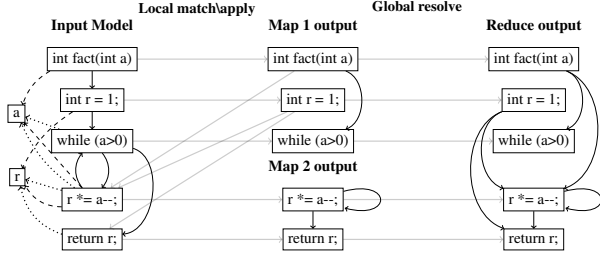 Local match\apply Global resolve
Input Model Map 1 output Reduce output
int fact(int a) int fact(int a) int fact(int a)
int r = 1; int r = 1; int r = 1;
a
while (a>0) while (a>0) while (a>0)
Map 2 output
r
r *= a--; r *= a--; r *= a--;
return r; return r; return r;